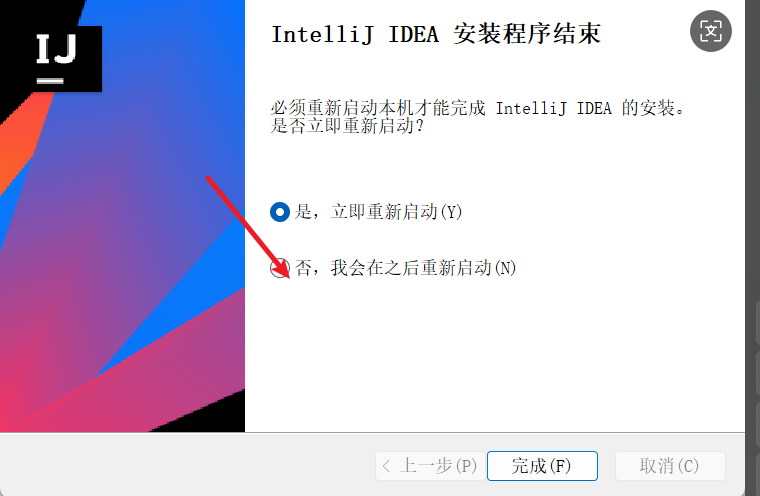 IJ
IntelliJ IDEA 安装程序结束
文
必须重新启动本机才能完成 IntelliJ IDEA 的安装。
是否立即重新启动?
是，立即重新启动(Y)
否，我会在之后重新启动(N)
< 上一步(P)
完成(F)
取消(C)